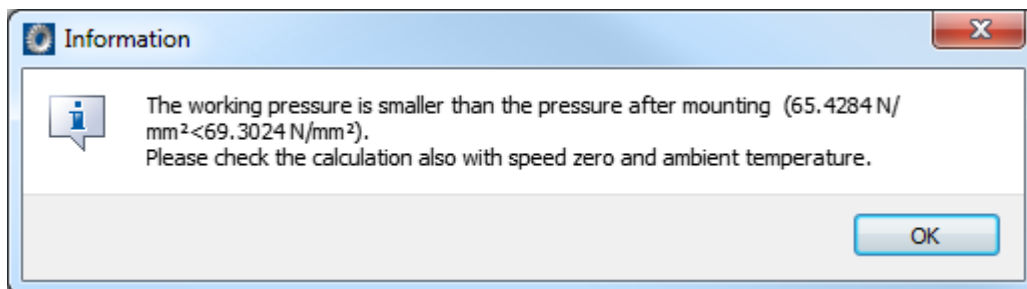 Information
The working pressure is smaller than the pressure after mounting  (65.4284 N/
mm²<69.3024 N/mm²).
Please check the calculation also with speed zero and ambient temperature.
OK